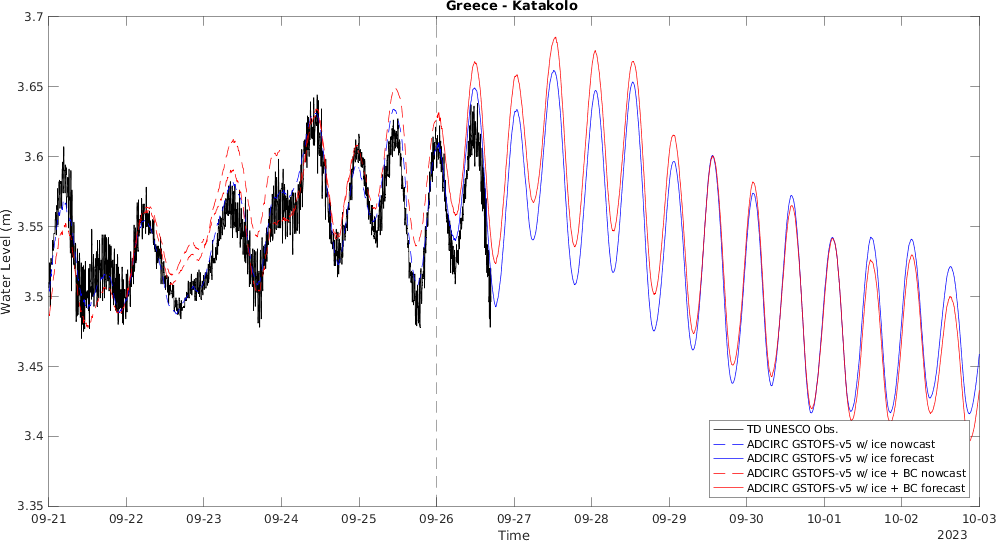 Greece - Katakolo
3.7
3.65
3.6
3.55
3.5
3.45
3.4
3.35
Water Level (m)
TD UNESCO Obs.
ADCIRC GSTOFS-v5 w/ ice nowcast
ADCIRC GSTOFS-v5 w/ ice forecast
ADCIRC GSTOFS-v5 w/ ice + BC nowcast
ADCIRC GSTOFS-v5 w/ ice + BC forecast
09-21 09-22 09-23 09-24 09-25 09-26 09-27 09-28 09-29 09-30 10-01 10-02 10-03
Time
2023